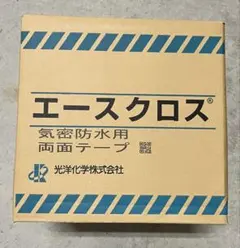 エースクロス®
気密防水用
両面テープ
光洋化学株式会社